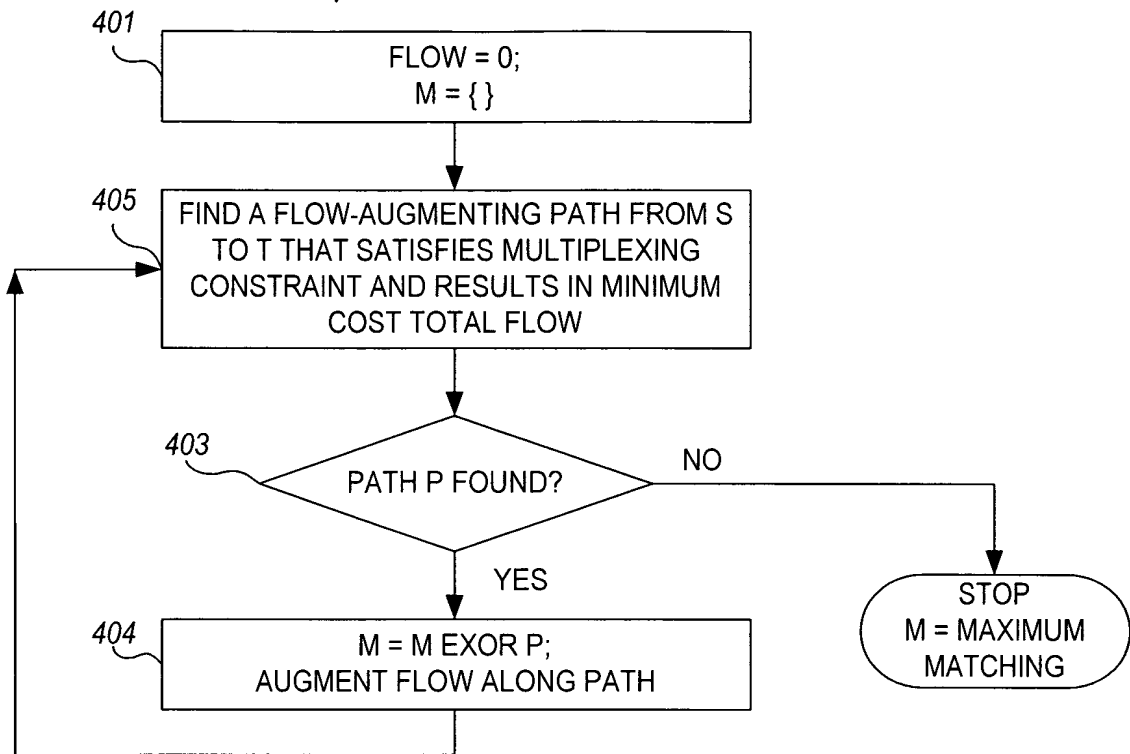 401
FLOW = 0;
M = { }
405
FIND A FLOW-AUGMENTING PATH FROM S
TO T THAT SATISFIES MULTIPLEXING
CONSTRAINT AND RESULTS IN MINIMUM
COST TOTAL FLOW
403
PATH P FOUND?
NO
YES
STOP
M = MAXIMUM
MATCHING
404
M = M EXOR P;
AUGMENT FLOW ALONG PATH